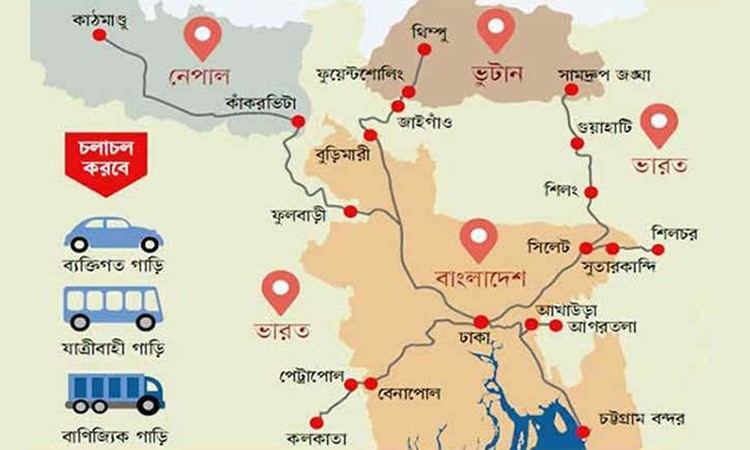 কাঠমাণ্ডু
নেপাল
কাঁকরভিটা
থিম্পু
ফুয়েন্টশোলিং
ভুটান
সামদ্রুপ জঙ্ঘা
জাইগাঁও
গুয়াহাটি
ভারত
চলাচল
করবে
বুড়িমারী
শিলং
ফুলবাড়ী
শিলচর
সিলেট
সুতারকান্দি
ব্যক্তিগত গাড়ি
বাংলাদেশ
ভারত
আখাউড়া
আগরতলা
ঢাকা
যাত্রীবাহী গাড়ি
পেট্রাপোল
বেনাপোল
কলকাতা
চট্টগ্রাম বন্দর
বাণিজ্যিক গাড়ি